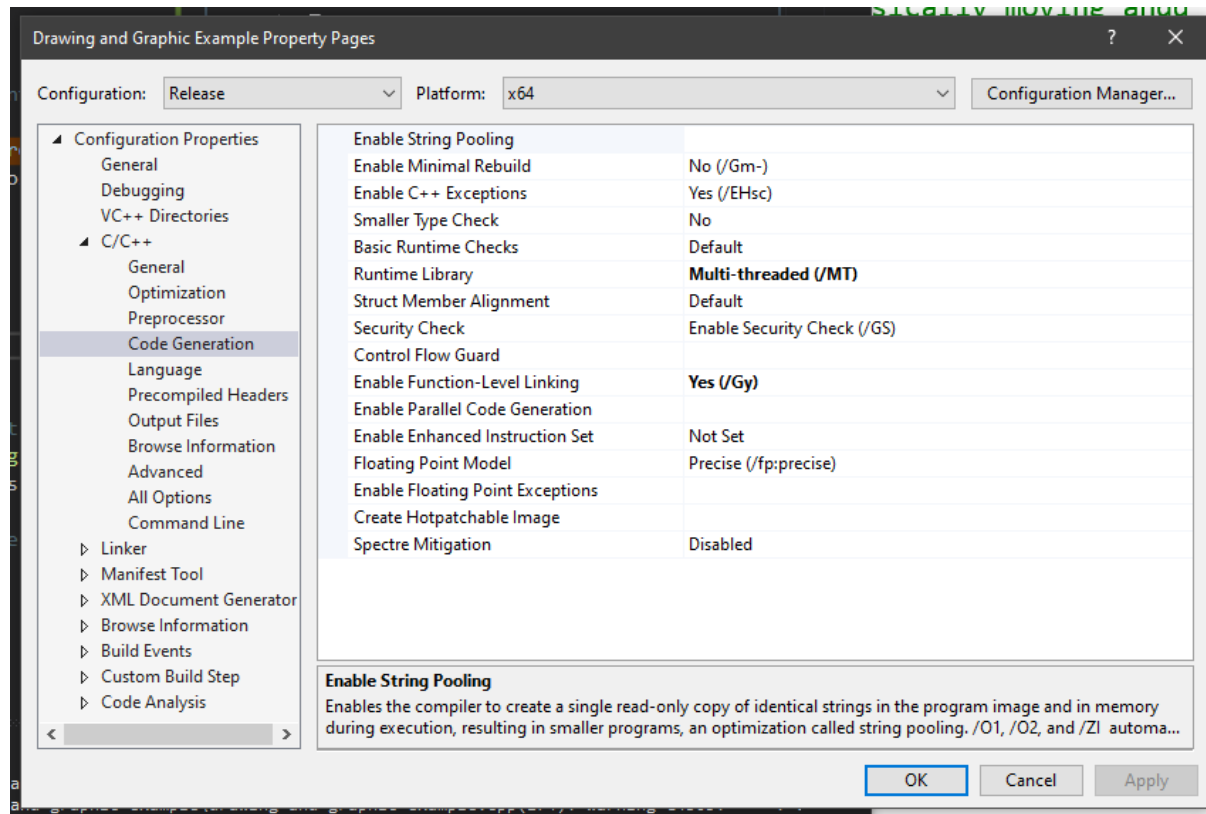 sically moving andd
Drawing and Graphic Example Property Pages ? ✕
Configuration: Release Platform: x64 Configuration Manager...
Configuration Properties
General
Debugging
VC++ Directories
C/C++
General
Optimization
Preprocessor
Code Generation
Language
Precompiled Headers
Output Files
Browse Information
Advanced
All Options
Command Line
Linker
Manifest Tool
XML Document Generator
Browse Information
Build Events
Custom Build Step
Code Analysis
Enable String Pooling
Enable Minimal Rebuild No (/Gm-)
Enable C++ Exceptions Yes (/EHsc)
Smaller Type Check No
Basic Runtime Checks Default
Runtime Library Multi-threaded (/MT)
Struct Member Alignment Default
Security Check Enable Security Check (/GS)
Control Flow Guard
Enable Function-Level Linking Yes (/Gy)
Enable Parallel Code Generation
Enable Enhanced Instruction Set Not Set
Floating Point Model Precise (/fp:precise)
Enable Floating Point Exceptions
Create Hotpatchable Image
Spectre Mitigation Disabled
Enable String Pooling
Enables the compiler to create a single read-only copy of identical strings in the program image and in memory
during execution, resulting in smaller programs, an optimization called string pooling. /O1, /O2, and /ZI automa...
OK Cancel Apply